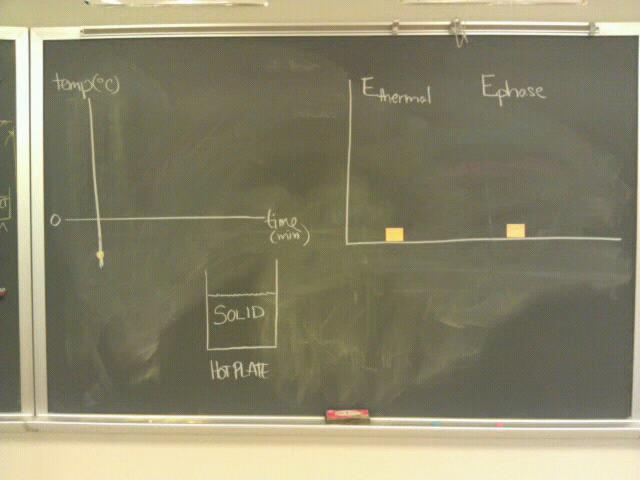 temp(°C)
0
time
(min)
SOLID
HOT PLATE
Ethermal
Ephase